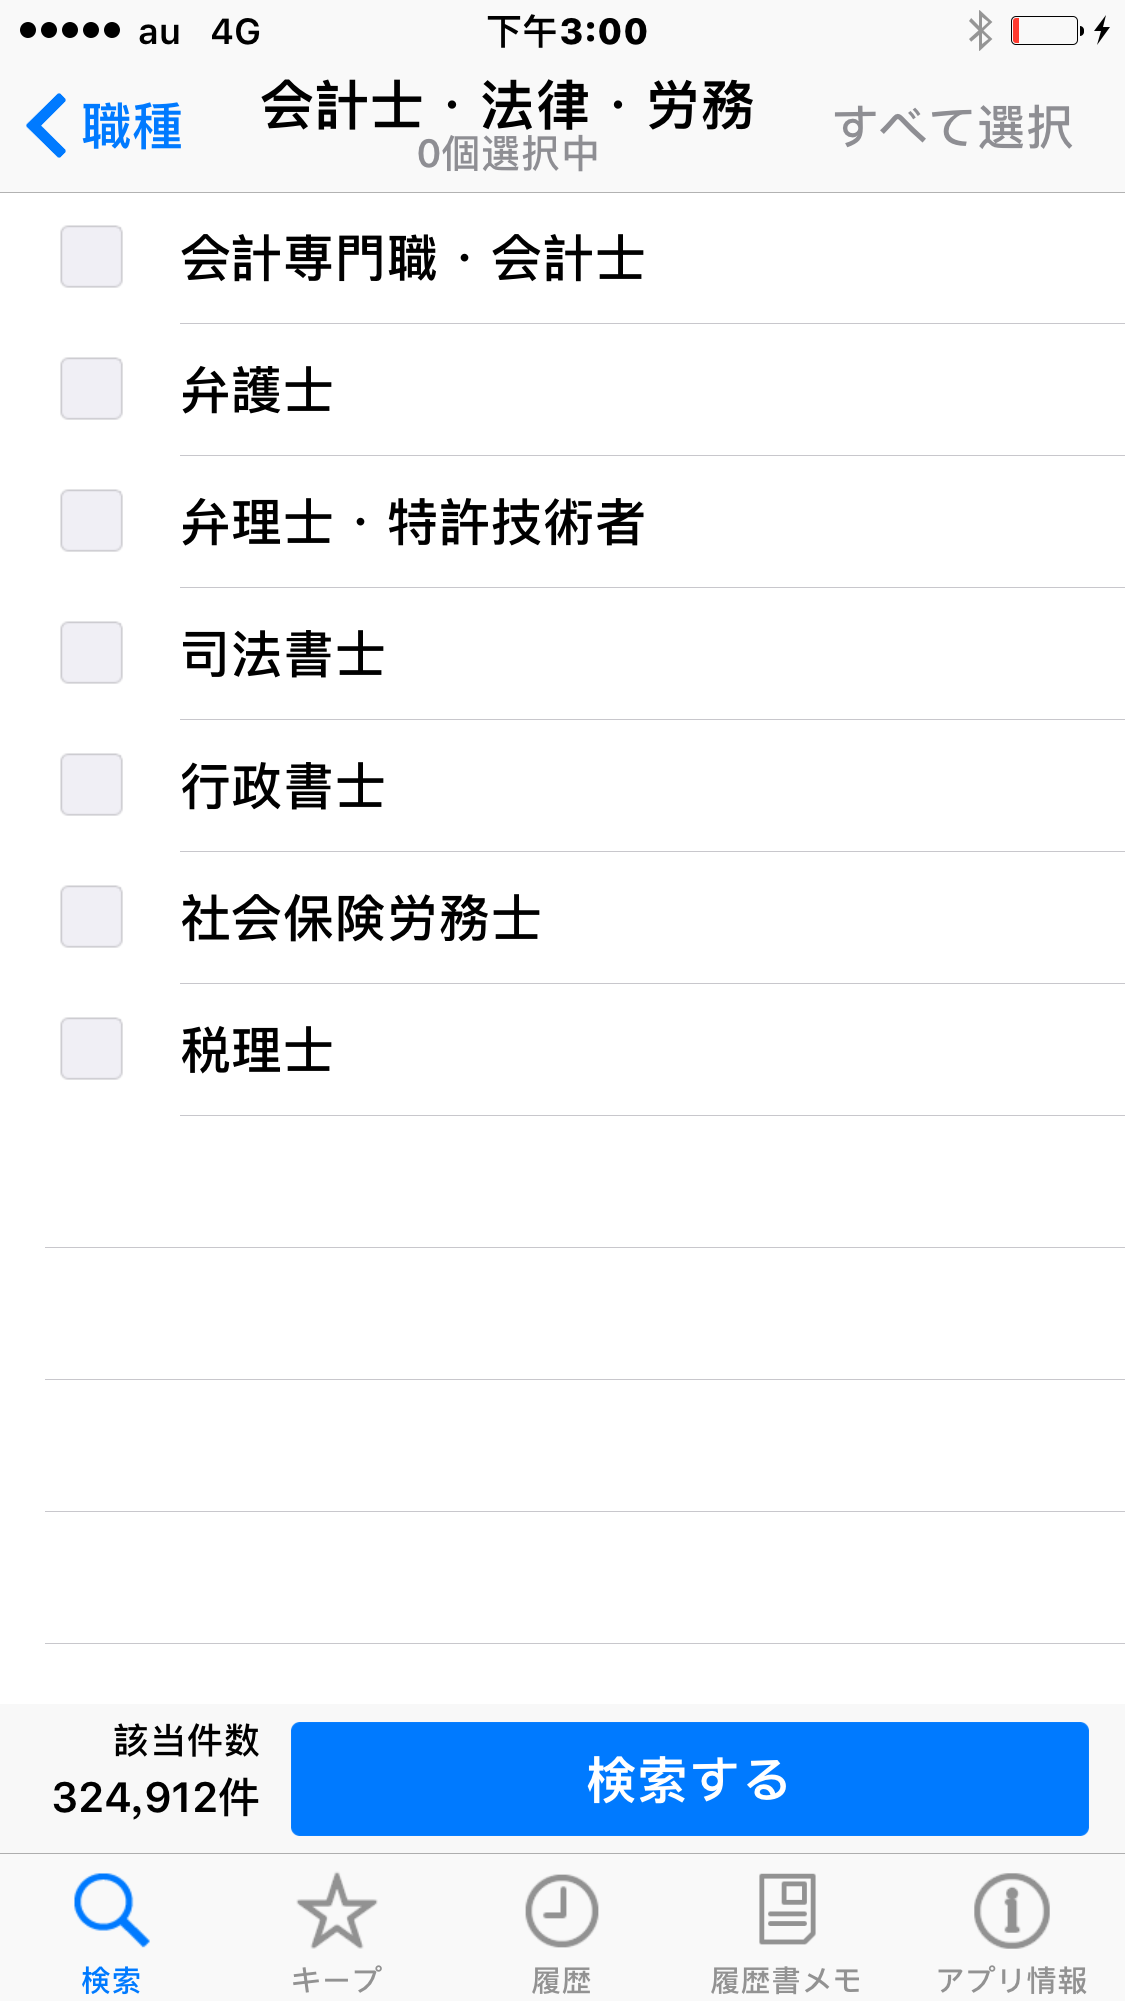 au 4G 下午3:00
職種 会計士・法律・労務 すべて選択
0個選択中
会計専門職・会計士
弁護士
弁理士・特許技術者
司法書士
行政書士
社会保険労務士
税理士
該当件数
324,912件
検索する
検索 キープ 履歴 履歴書メモ アプリ情報